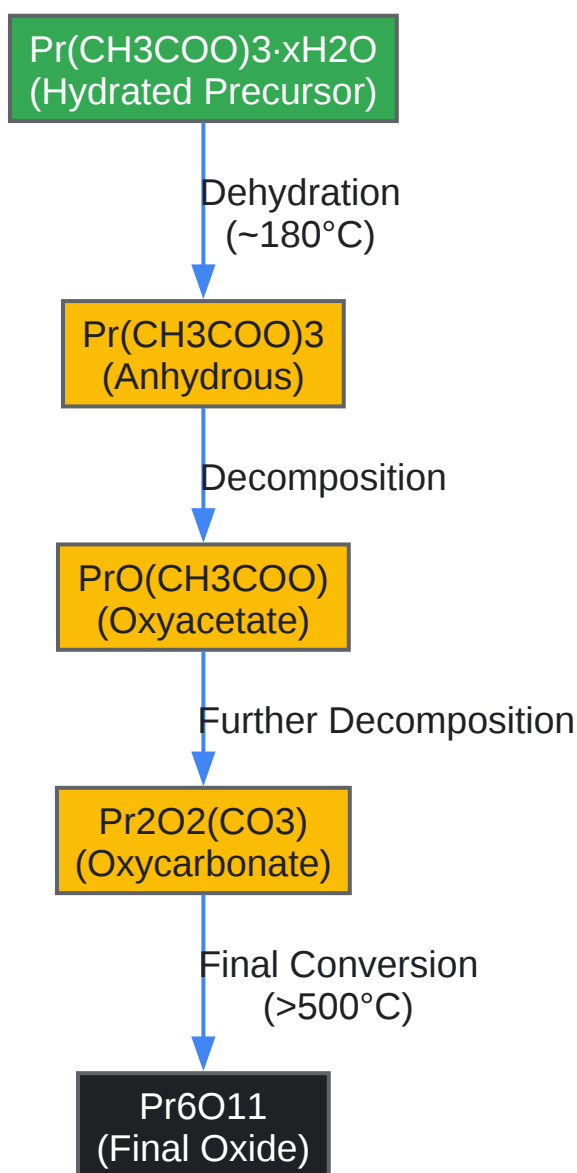 Pr(CH3COO)3·xH2O
(Hydrated Precursor)
Dehydration
(~180°C)
Pr(CH3COO)3
(Anhydrous)
Decomposition
PrO(CH3COO)
(Oxyacetate)
Further Decomposition
Pr2O2(CO3)
(Oxycarbonate)
Final Conversion
(>500°C)
Pr6O11
(Final Oxide)